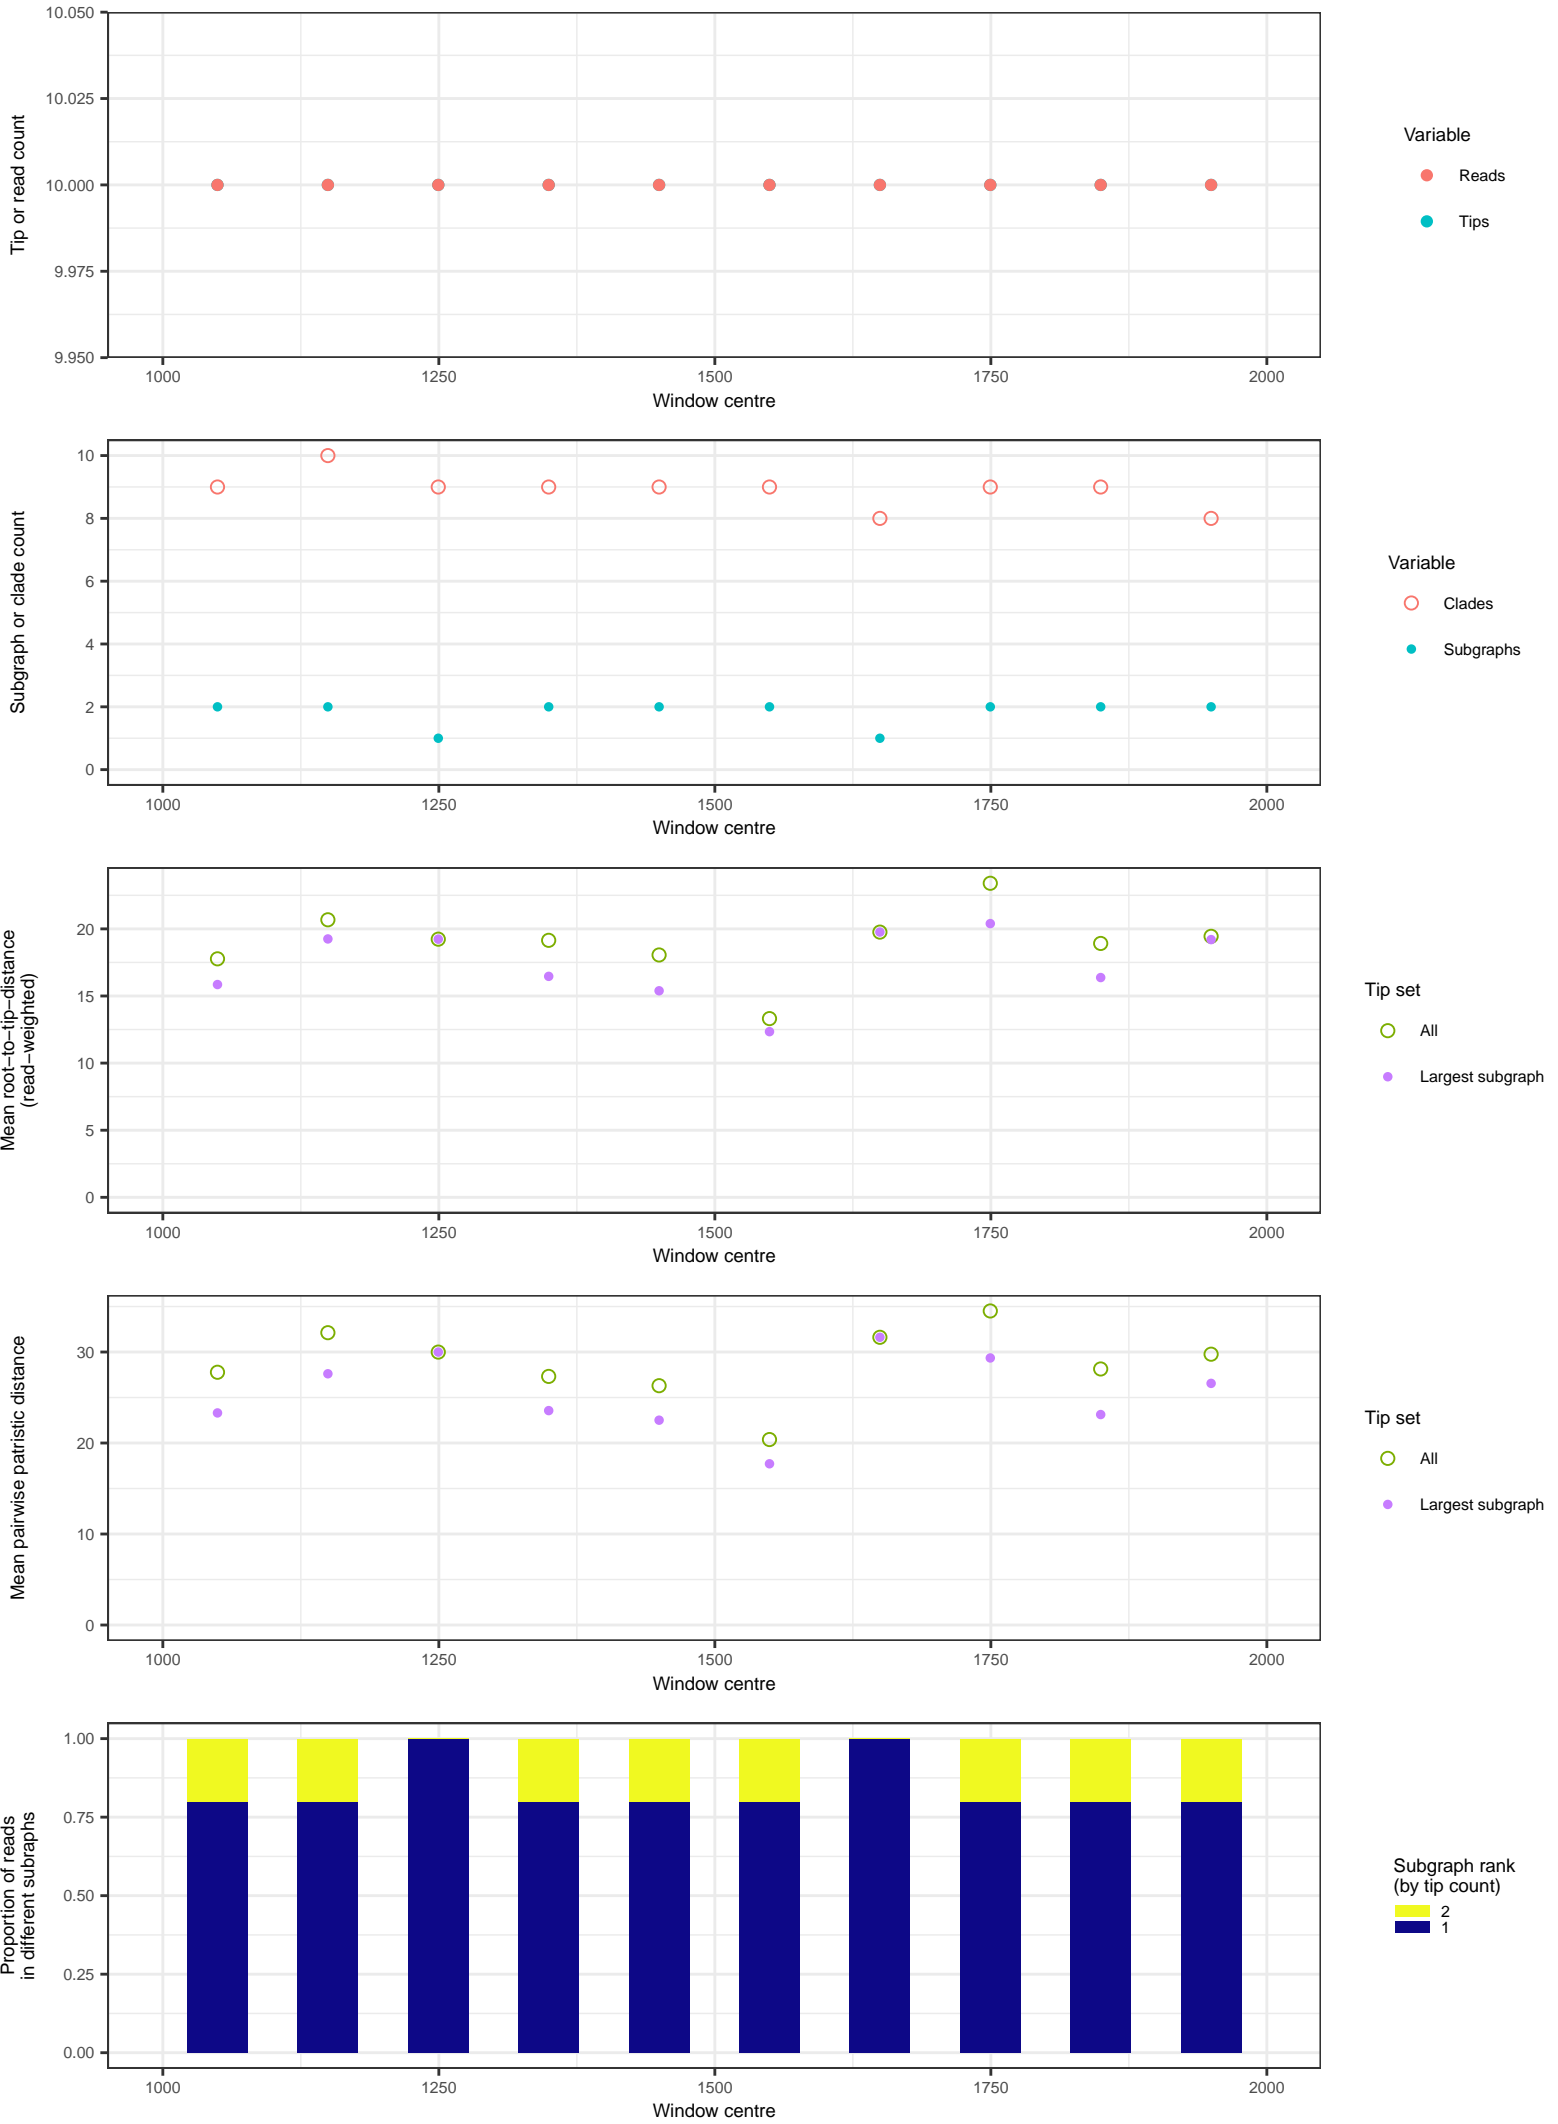 10.050
10.025
10.000
9.975
9.950
Tip or read count
1000 1250 1500 1750 2000
Window centre
Variable
Reads
Tips
10
8
6
4
2
0
Subgraph or clade count
1000 1250 1500 1750 2000
Window centre
Variable
Clades
Subgraphs
20
15
10
5
0
Mean root−to−tip−distance
(read−weighted)
1000 1250 1500 1750 2000
Window centre
Tip set
All
Largest subgraph
30
20
10
0
Mean pairwise patristic distance
1000 1250 1500 1750 2000
Window centre
Tip set
All
Largest subgraph
1.00
0.75
0.50
0.25
0.00
Proportion of reads
in different subraphs
1000 1250 1500 1750 2000
Window centre
Subgraph rank
(by tip count)
2
1